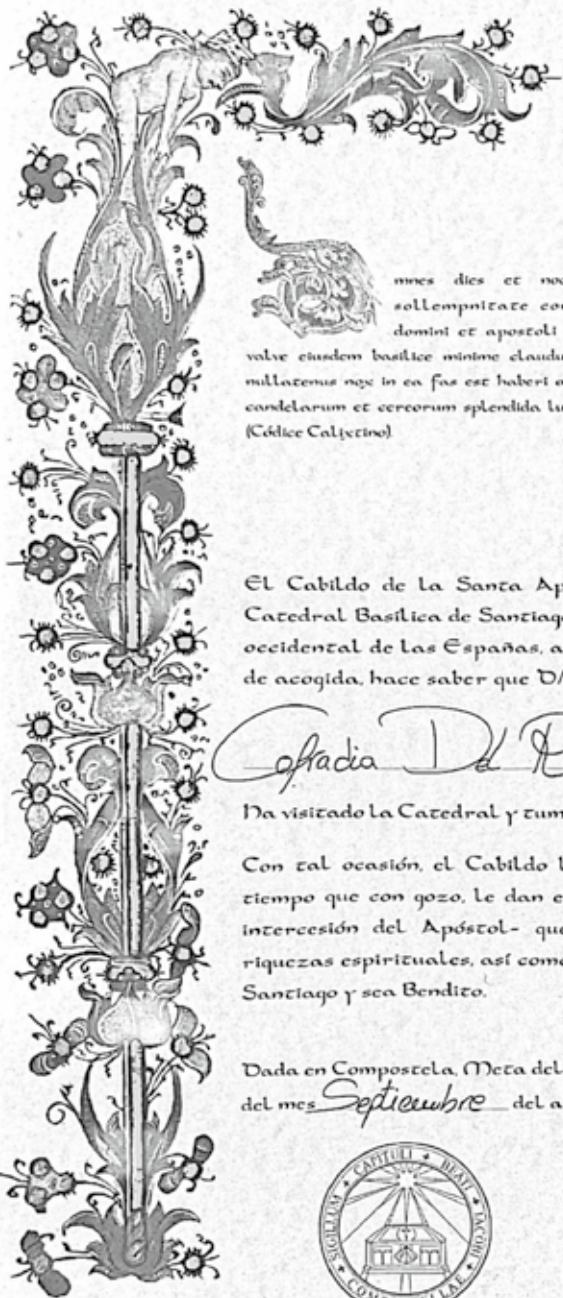 mnes dies et noc
sollempnitate con
domini et apostoli
valve eiusdem basilice minime claudu
nullatenus nox in ea fas est haberi a
candelarum et cereorum splendida lu
(Códice Calixtino)
El Cabildo de la Santa Ap
Catedral Basílica de Santiago
occidental de las Españas, a
de acogida, hace saber que D/
Cofradia Del
Ha visitado la Catedral y tum
Con tal ocasión, el Cabildo l
tiempo que con gozo, le dan e
intercesión del Apóstol- que
riquezas espirituales, así como
Santiago y sea Bendito.
Dada en Compostela, Meta del
del mes Septiembre del a
SIGILLUM + CAPITULI + BEATI + IACOBI + COMPOSTELLAE +